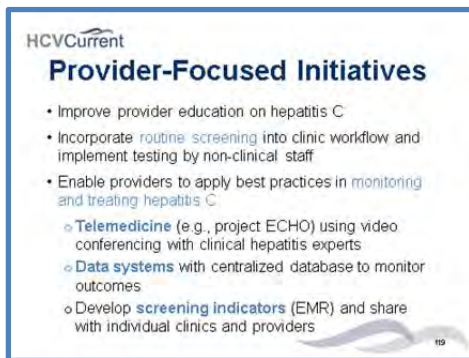 HCVCurrent
Provider-Focused Initiatives
• Improve provider education on hepatitis C
• Incorporate routine screening into clinic workflow and
implement testing by non-clinical staff
• Enable providers to apply best practices in monitoring
and treating hepatitis C
o Telemedicine (e.g., project ECHO) using video
conferencing with clinical hepatitis experts
o Data systems with centralized database to monitor
outcomes
o Develop screening indicators (EMR) and share
with individual clinics and providers
119